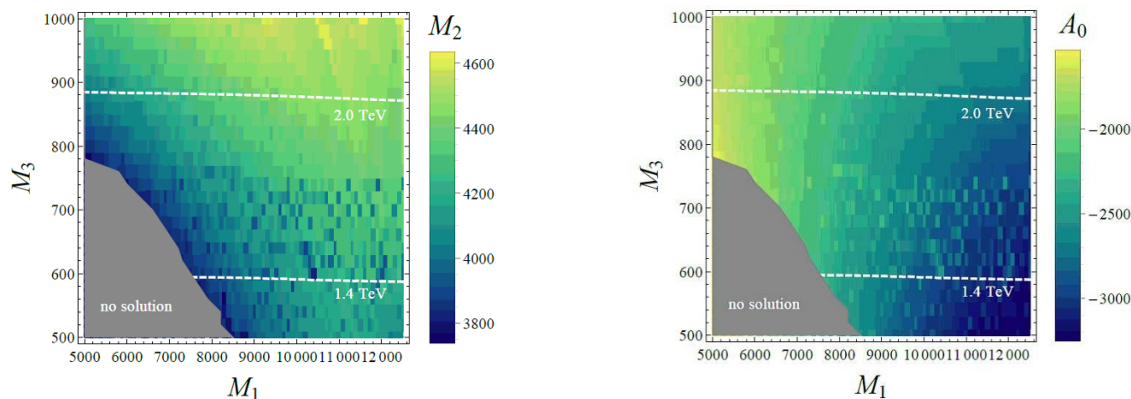 M₂
1000
900
800
700
600
500
M₃
2.0 TeV
1.4 TeV
no solution
5000 6000 7000 8000 9000 10 000 11 000 12 000
M₁
4600
4400
4200
4000
3800
A₀
1000
900
800
700
600
500
M₃
2.0 TeV
1.4 TeV
no solution
5000 6000 7000 8000 9000 10 000 11 000 12 000
M₁
−2000
−2500
−3000